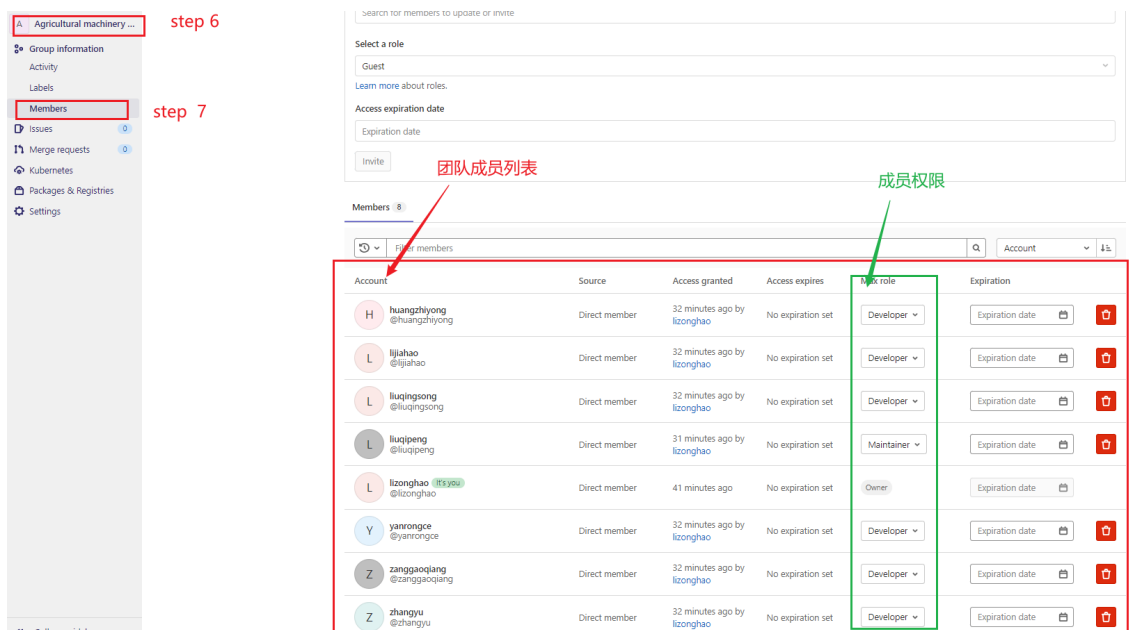 A Agricultural machinery ...
step 6
Group information
Activity
Labels
Members
step 7
Issues 0
Merge requests 0
Kubernetes
Packages & Registries
Settings
Search for members to update or invite
Select a role
Guest
Learn more about roles.
Access expiration date
Expiration date
Invite
团队成员列表
成员权限
Members 8
Filter members
Account
Account Source Access granted Access expires Max role Expiration
H huangzhiyong Direct member 32 minutes ago by No expiration set Developer Expiration date
@huangzhiyong lizonghao
L lijiahao Direct member 32 minutes ago by No expiration set Developer Expiration date
@lijiahao lizonghao
L liuqingsong Direct member 32 minutes ago by No expiration set Developer Expiration date
@liuqingsong lizonghao
L liuqipeng Direct member 31 minutes ago by No expiration set Maintainer Expiration date
@liuqipeng lizonghao
L lizonghao It's you Direct member 41 minutes ago No expiration set Owner Expiration date
@lizonghao
Y yanrongce Direct member 32 minutes ago by No expiration set Developer Expiration date
@yanrongce lizonghao
Z zanggaoqiang Direct member 32 minutes ago by No expiration set Developer Expiration date
@zanggaoqiang lizonghao
Z zhangyu Direct member 32 minutes ago by No expiration set Developer Expiration date
@zhangyu lizonghao